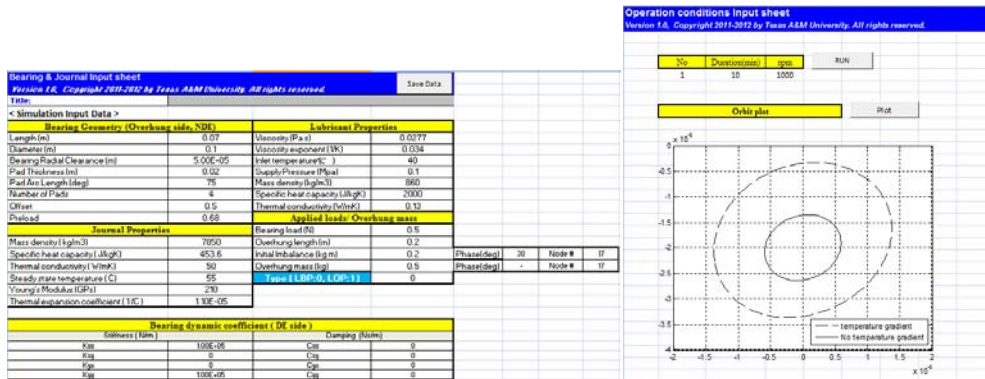 Bearing & Journal Input sheet
Version 1.0, Copyright 2011-2012 by Texas A&M University. All rights reserved.
Save Data
Title:
< Simulation Input Data >
Bearing Geometry (Overhung side, NDE)
Lubricant Properties
Length(m) 0.07 Viscosity(Pa s) 0.0277
Diameter(m) 0.1 Viscosity exponent (1/K) 0.034
Bearing Radial Clearance(m) 5.00E-05 Inlet temperature(C) 40
Pad Thickness(m) 0.02 Supply Pressure(Mpa) 0.1
Pad Arc Length(deg) 75 Mass density(kg/m3) 860
Number of Pads 4 Specific heat capacity(J/kgK) 2000
Offset 0.5 Thermal conductivity(W/mK) 0.13
Preload 0.68 Applied loads/ Overhung mass
Journal Properties Bearing load(N) 0.5
Mass density(kg/m3) 7850 Overhung length(m) 0.2
Specific heat capacity(J/kgK) 453.6 Initial Imbalance(kg m) 0.2 Phase(deg) 30 Node # 17
Thermal conductivity(W/mK) 50 Overhung mass(kg) 0.5 Phase(deg) - Node # 17
Steady state temperature(C) 55 Type ( LBP:0, LOP:1 ) 0
Young's Modulus(GPa) 210
Thermal expansion coefficient(1/C) 1.10E-05
Bearing dynamic coefficient ( DE side )
Stiffness (N/m) Damping (Ns/m)
Kxx 1.00E+05 Cxx 0
Kxy 0 Cxy 0
Kyx 0 Cyx 0
Kyy 1.00E+05 Cyy 0
Operation conditions Input sheet
Version 1.0, Copyright 2011-2012 by Texas A&M University. All rights reserved.
No Duration(min) rpm RUN
1 10 1000
Orbit plot Plot
x 10⁻⁶
0
-0.5
-1
-1.5
-2
-2.5
-3
-3.5
-4
temperature gradient
No temperature gradient
-2 -1.5 -1 -0.5 0 0.5 1 1.5 2
x 10⁻⁶